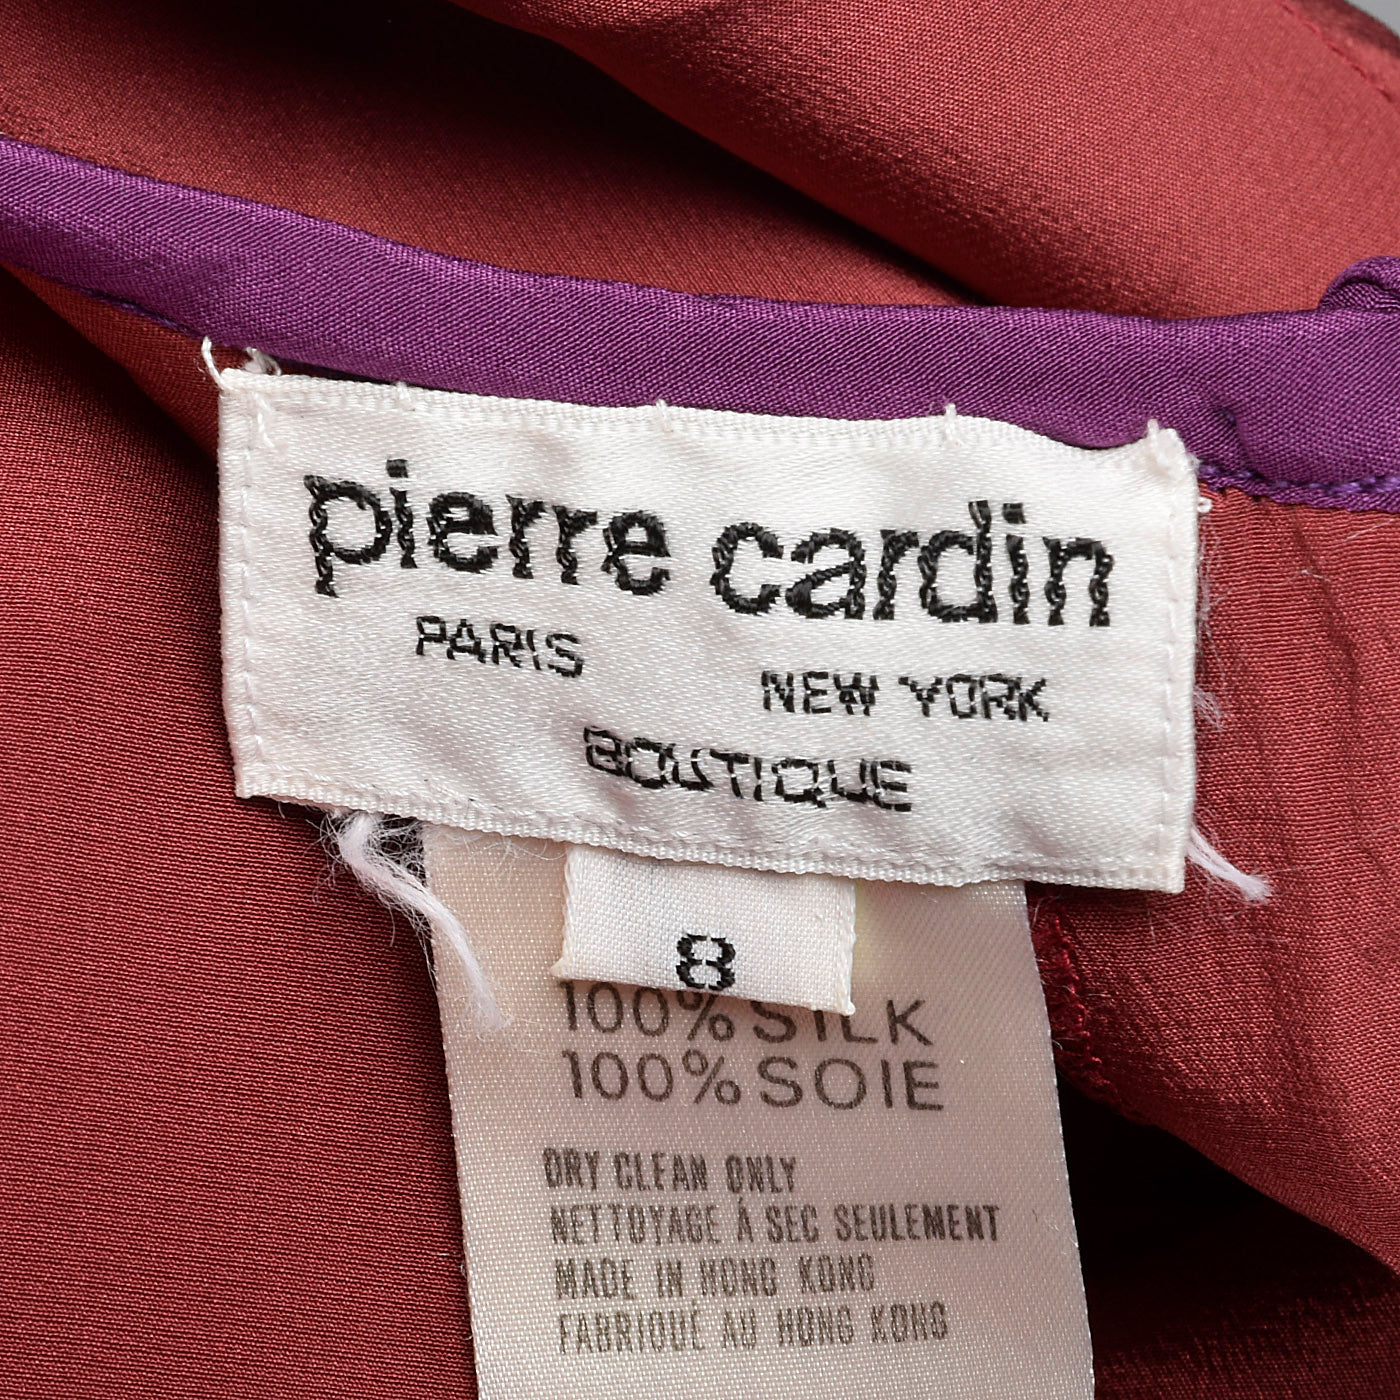 pierre cardin
PARIS
NEW YORK
BOUTIQUE
8
100% SILK
100% SOIE
DRY CLEAN ONLY
NETTOYAGE À SEC SEULEMENT
MADE IN HONG KONG
FABRIQUÉ AU HONG KONG